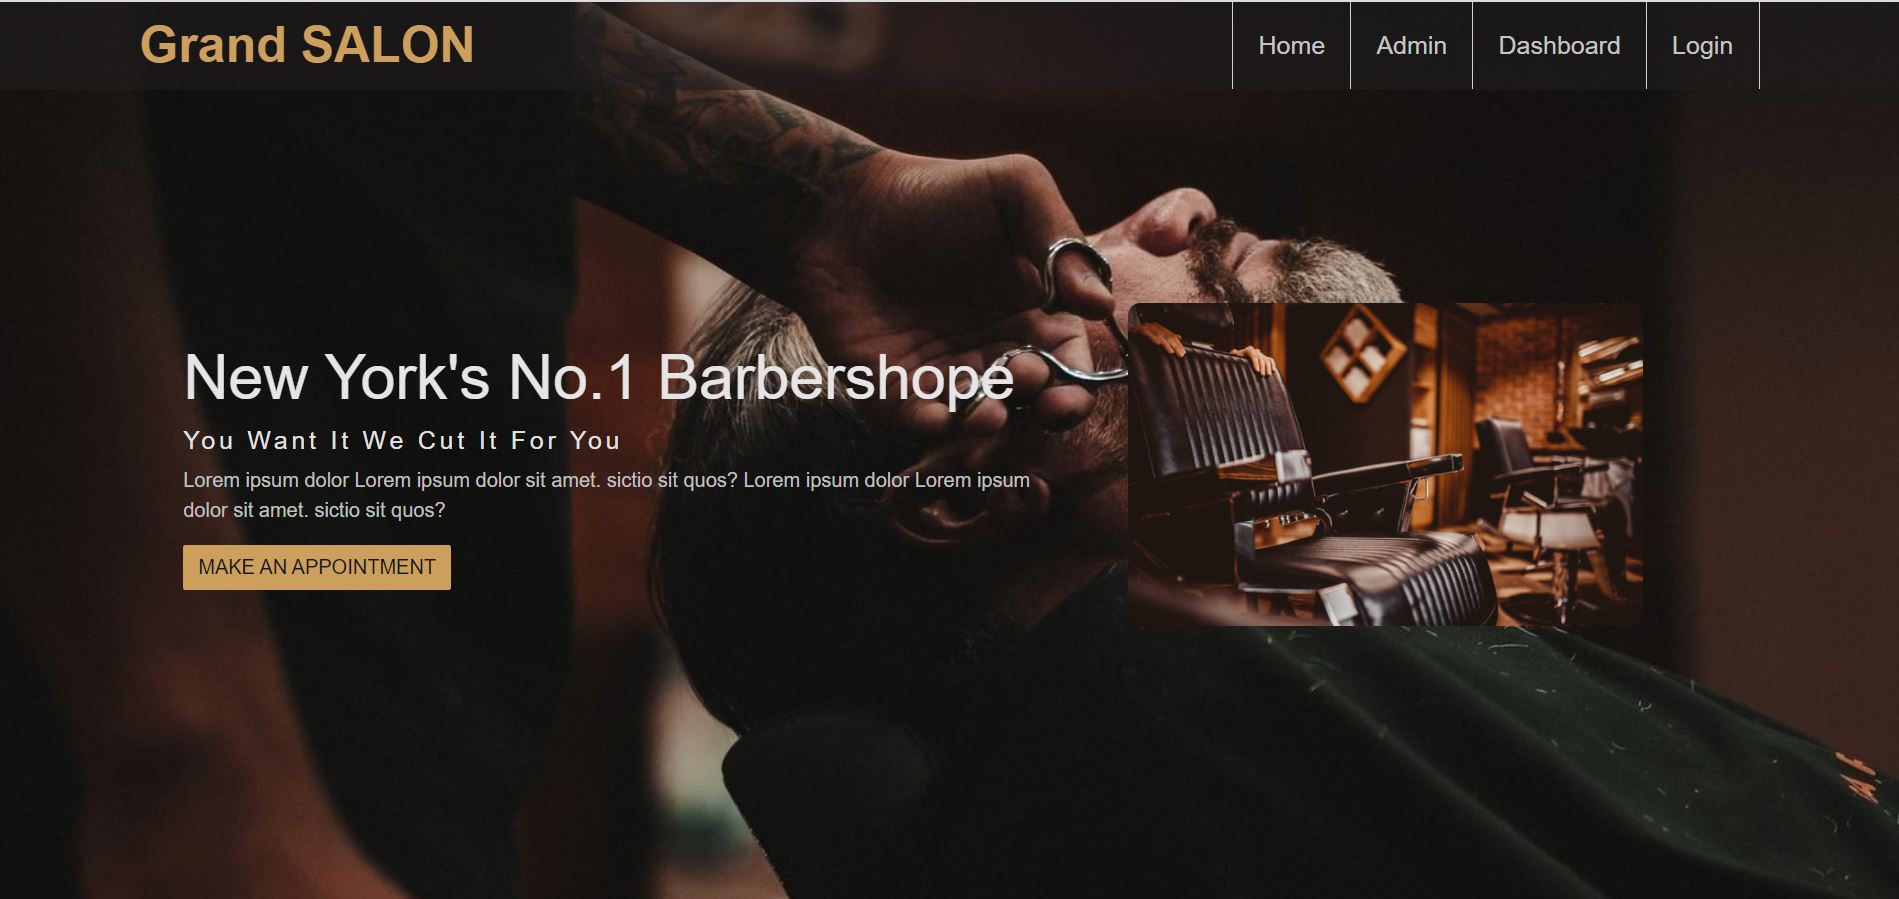 Grand SALON
Home
Admin
Dashboard
Login
New York's No.1 Barbershope
You Want It We Cut It For You
Lorem ipsum dolor Lorem ipsum dolor sit amet. sictio sit quos? Lorem ipsum dolor Lorem ipsum
dolor sit amet. sictio sit quos?
MAKE AN APPOINTMENT